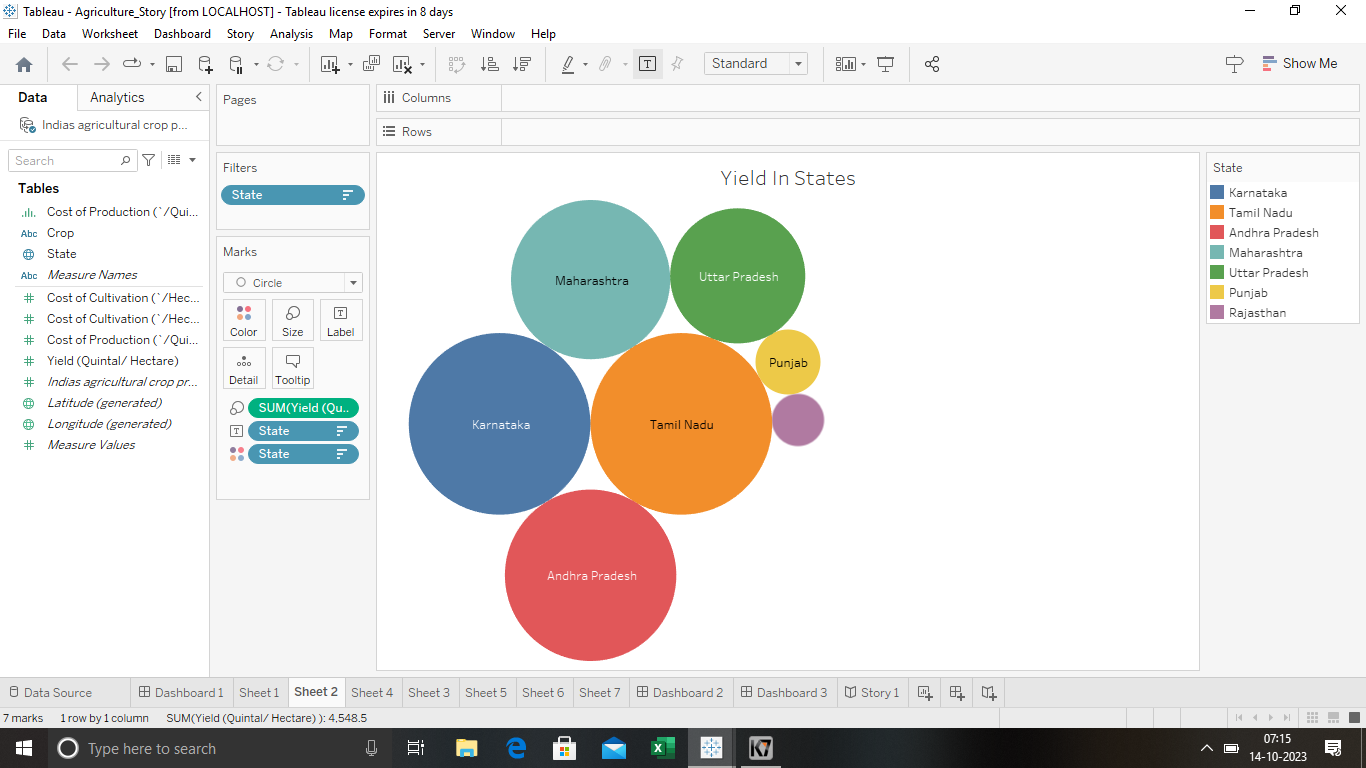 Tableau - Agriculture_Story [from LOCALHOST] - Tableau license expires in 8 days
File Data Worksheet Dashboard Story Analysis Map Format Server Window Help
Standard
Show Me
Data Analytics
Indias agricultural crop p...
Search
Tables
Cost of Production (`/Qui...
Abc Crop
State
Abc Measure Names
Cost of Cultivation (`/Hec...
Cost of Cultivation (`/Hec...
Cost of Production (`/Qui...
Yield (Quintal/ Hectare)
Indias agricultural crop pr...
Latitude (generated)
Longitude (generated)
Measure Values
Pages
Filters
State
Marks
Circle
Color Size Label
Detail Tooltip
SUM(Yield (Qu..
State
State
Columns
Rows
Yield In States
Maharashtra
Uttar Pradesh
Punjab
Karnataka
Tamil Nadu
Andhra Pradesh
State
Karnataka
Tamil Nadu
Andhra Pradesh
Maharashtra
Uttar Pradesh
Punjab
Rajasthan
Data Source Dashboard 1 Sheet 1 Sheet 2 Sheet 4 Sheet 3 Sheet 5 Sheet 6 Sheet 7 Dashboard 2 Dashboard 3 Story 1
7 marks 1 row by 1 column SUM(Yield (Quintal/ Hectare) ): 4,548.5
Type here to search
K7
07:15
14-10-2023